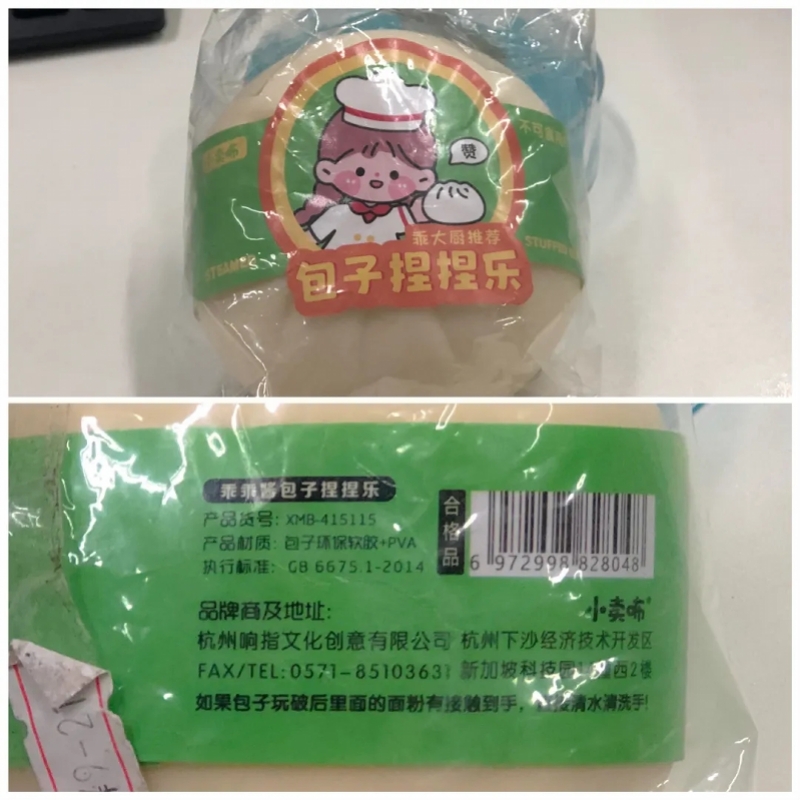 赞
乖大厨推荐
包子捏捏乐
乖乖酱包子捏捏乐
产品货号: XMB-415115
产品材质: 包子环保软胶+PVA
执行标准: GB 6675.1-2014
合格品
6 972998 828048
品牌商及地址:
小卖咘
杭州响指文化创意有限公司 杭州下沙经济技术开发区
FAX/TEL:0571-85103631 新加坡科技园
西2楼
如果包子玩破后里面的面粉有接触到手,
清水清洗手!